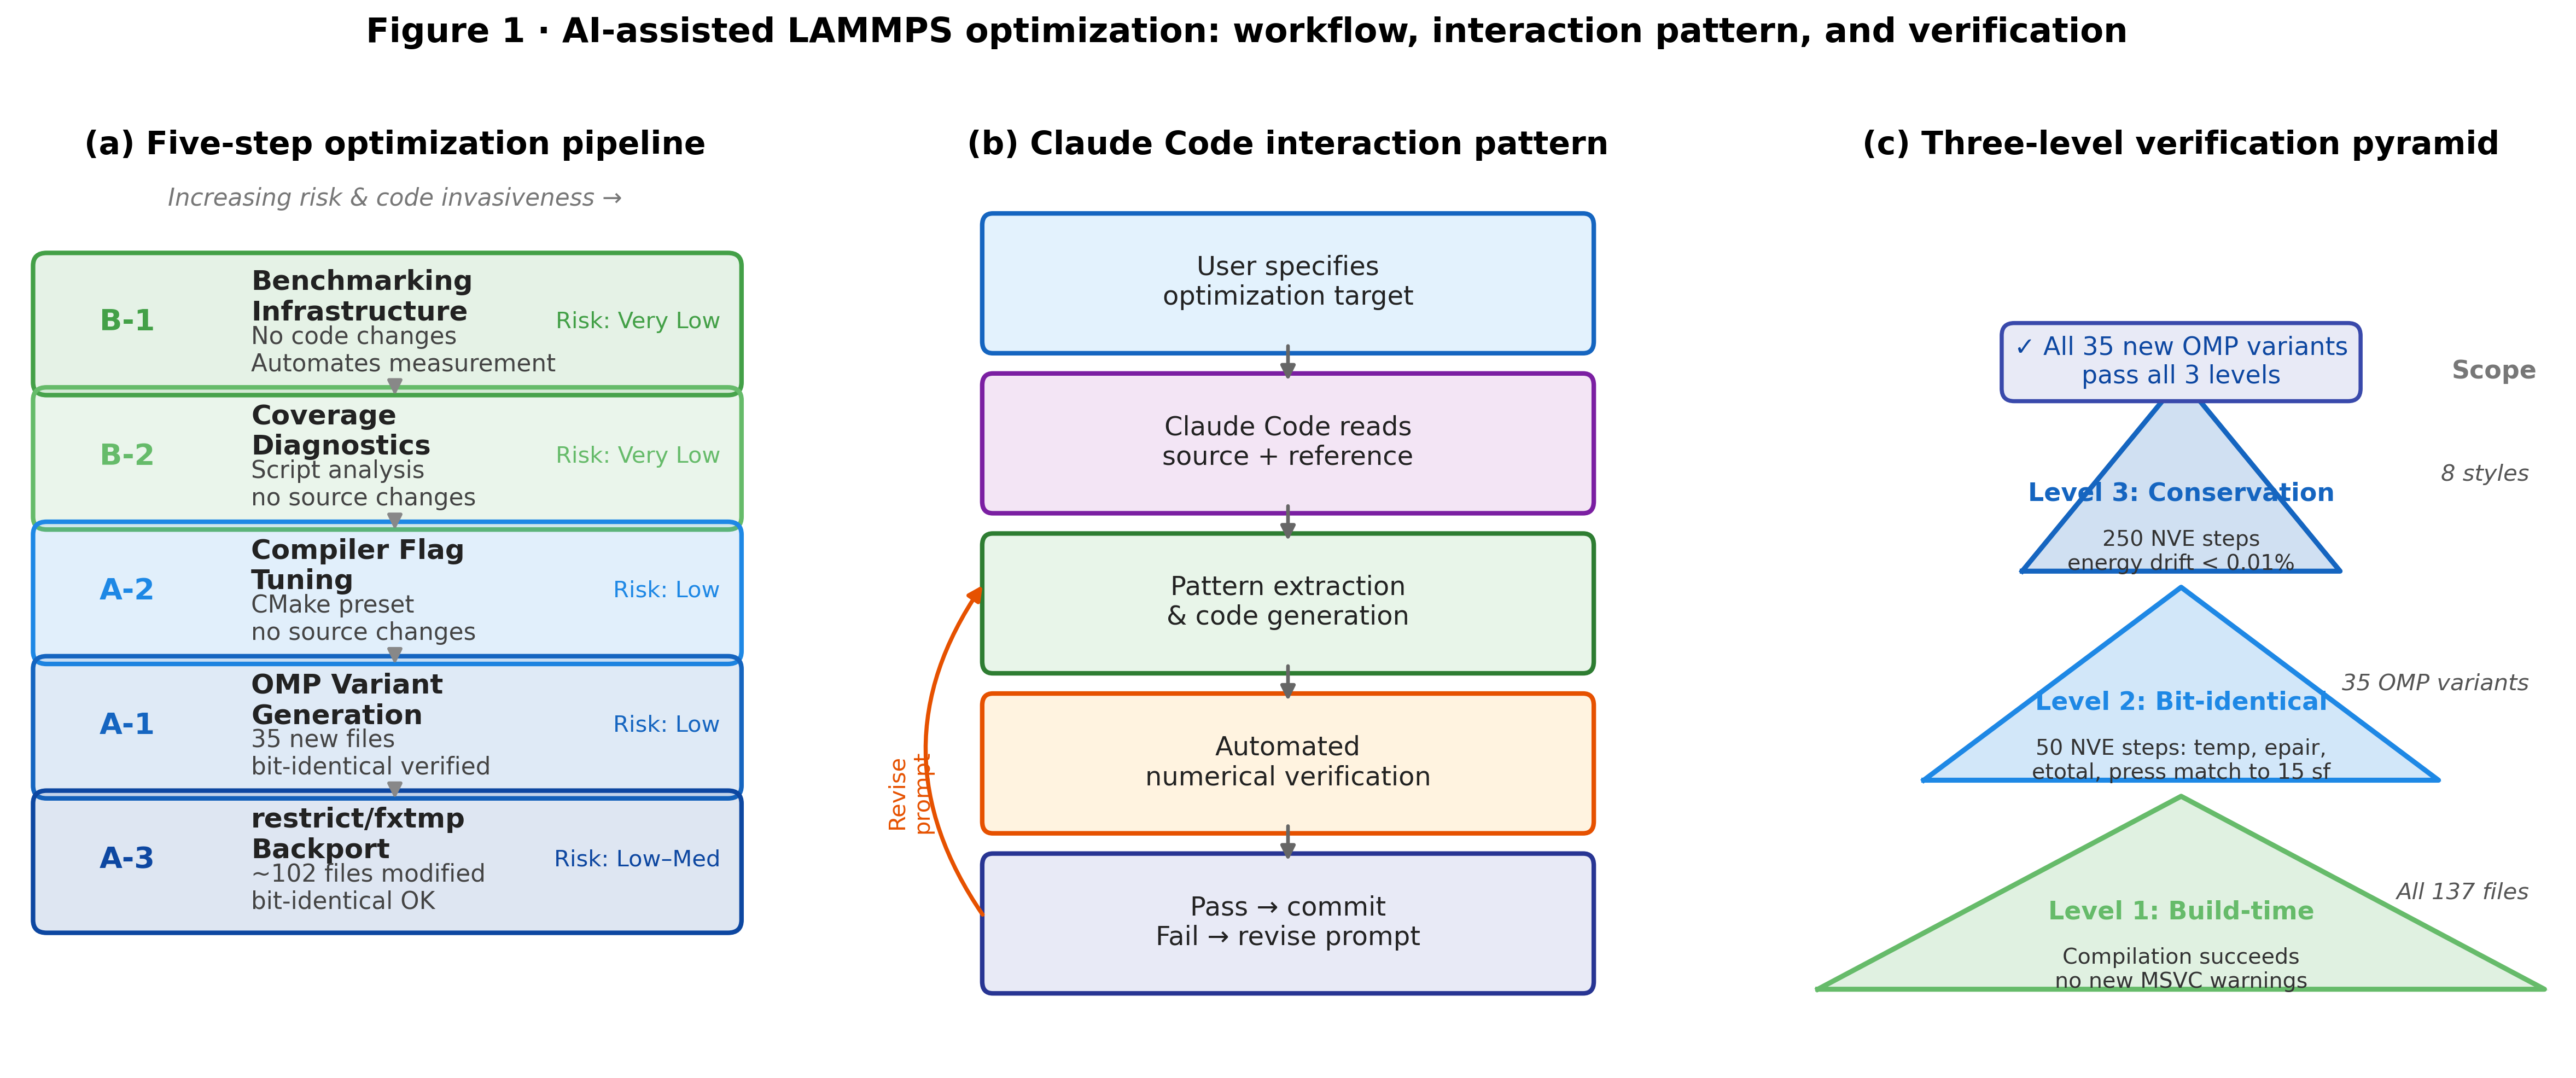 Figure 1 · AI-assisted LAMMPS optimization: workflow, interaction pattern, and verification
(a) Five-step optimization pipeline
Increasing risk & code invasiveness →
B-1
Benchmarking
Infrastructure
No code changes
Automates measurement
Risk: Very Low
B-2
Coverage
Diagnostics
Script analysis
no source changes
Risk: Very Low
A-2
Compiler Flag
Tuning
CMake preset
no source changes
Risk: Low
A-1
OMP Variant
Generation
35 new files
bit-identical verified
Risk: Low
A-3
restrict/fxtmp
Backport
~102 files modified
bit-identical OK
Risk: Low–Med
(b) Claude Code interaction pattern
User specifies
optimization target
Claude Code reads
source + reference
Pattern extraction
& code generation
Automated
numerical verification
Pass → commit
Fail → revise prompt
Revise
prompt
(c) Three-level verification pyramid
✓ All 35 new OMP variants
pass all 3 levels
Scope
Level 3: Conservation
250 NVE steps
energy drift < 0.01%
8 styles
Level 2: Bit-identical
50 NVE steps: temp, epair,
etotal, press match to 15 sf
35 OMP variants
Level 1: Build-time
Compilation succeeds
no new MSVC warnings
All 137 files